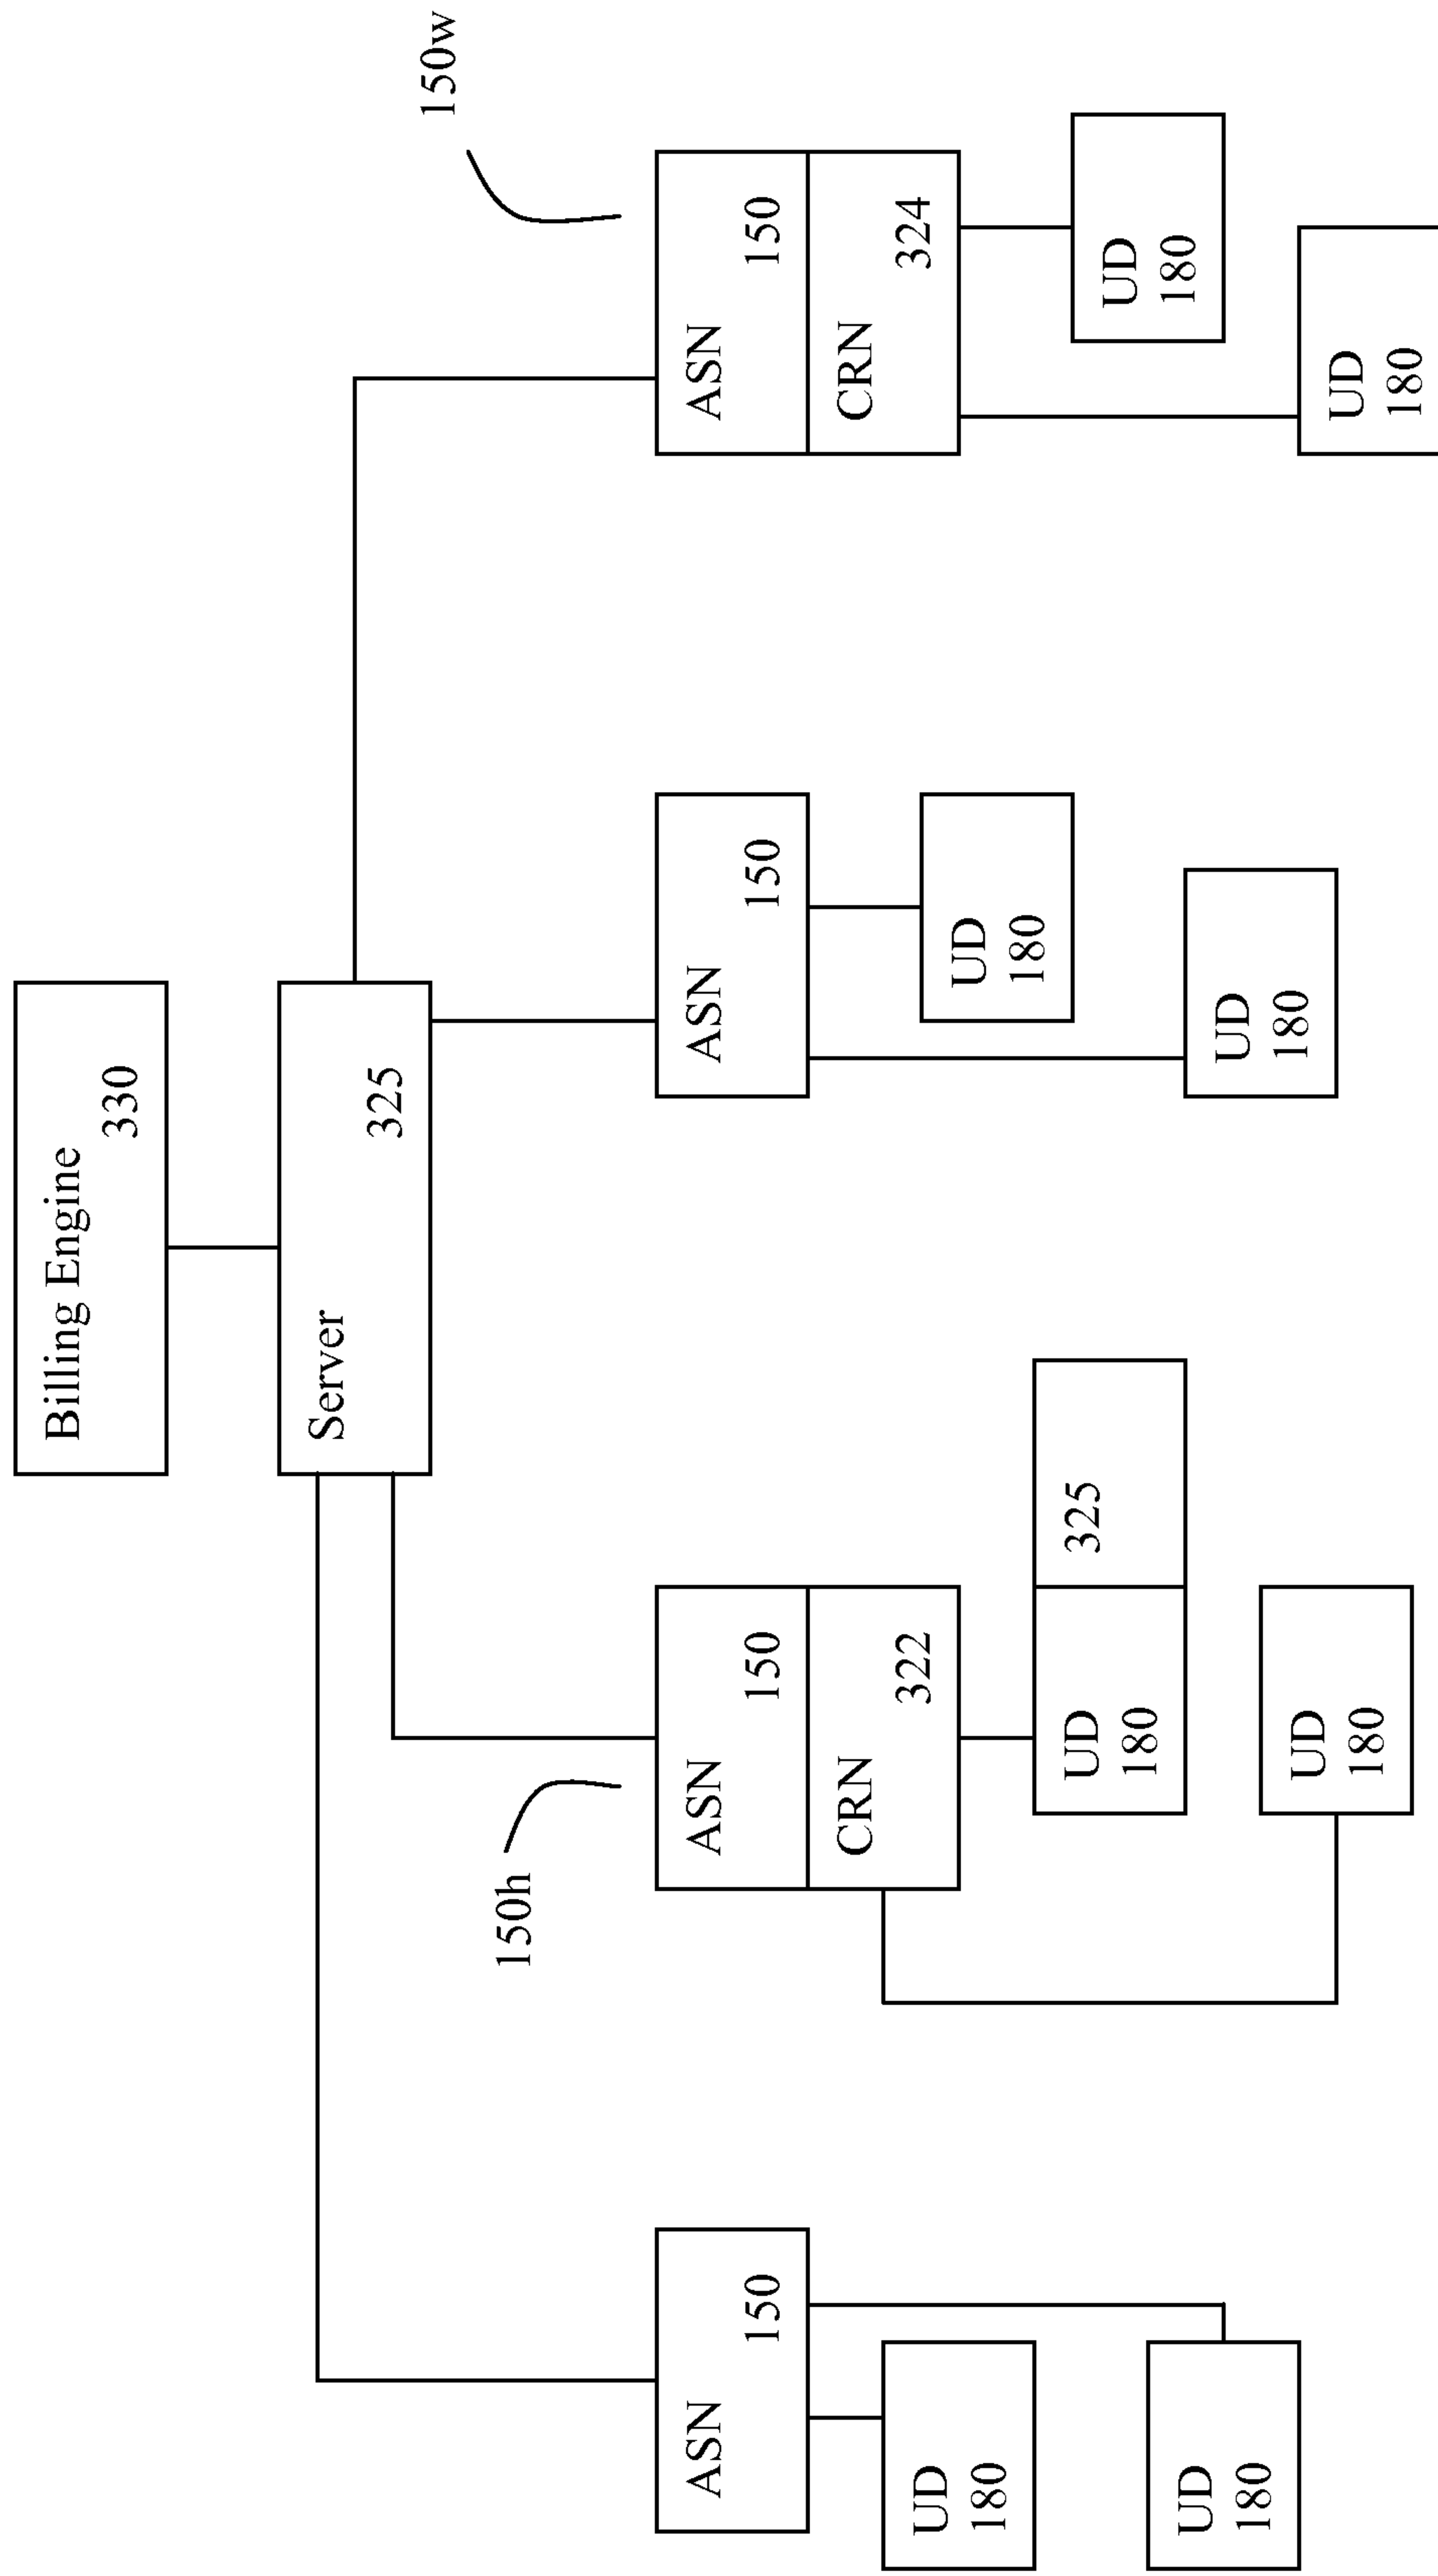 Billing Engine
330
Server
325
150h
150w
ASN
150
ASN
150
CRN
322
ASN
150
ASN
150
CRN
324
UD
180
UD
180
UD
180
325
UD
180
UD
180
UD
180
UD
180
UD
180